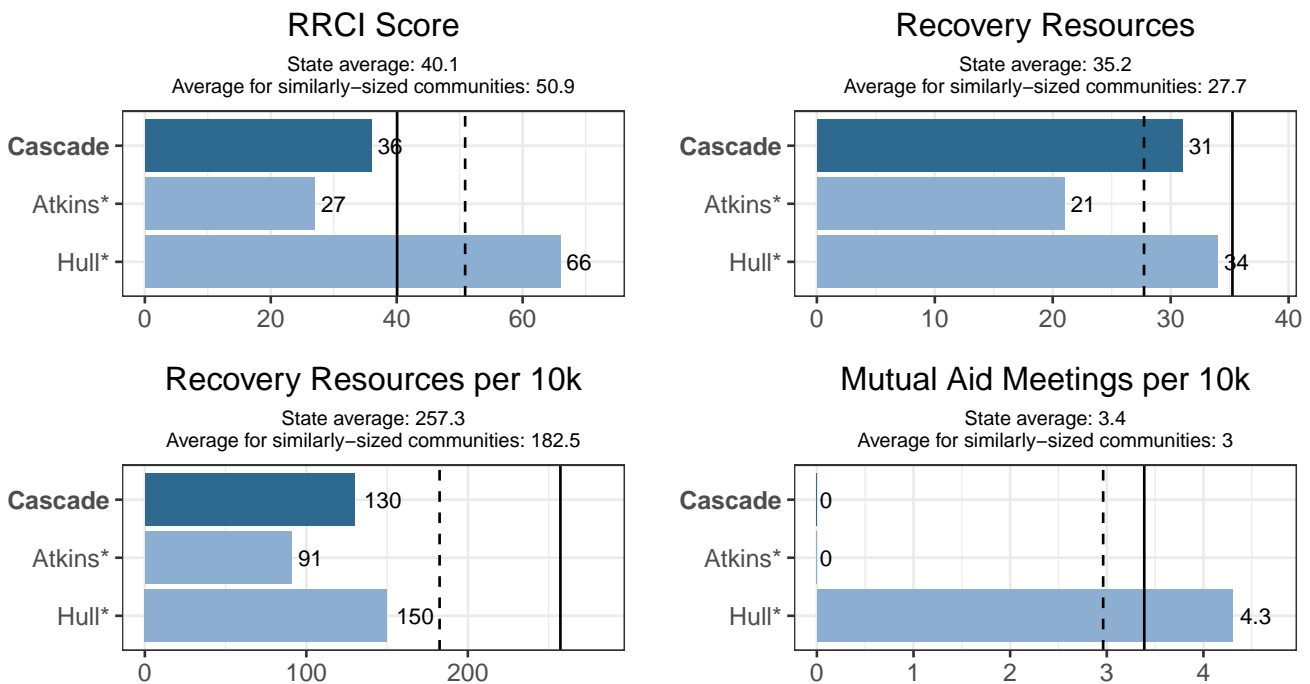 RRCI Score
State average: 40.1
Average for similarly−sized communities: 50.9
Cascade 36
Atkins* 27
Hull* 66
0 20 40 60
Recovery Resources
State average: 35.2
Average for similarly−sized communities: 27.7
Cascade 31
Atkins* 21
Hull* 34
0 10 20 30 40
Recovery Resources per 10k
State average: 257.3
Average for similarly−sized communities: 182.5
Cascade 130
Atkins* 91
Hull* 150
0 100 200
Mutual Aid Meetings per 10k
State average: 3.4
Average for similarly−sized communities: 3
Cascade 0
Atkins* 0
Hull* 4.3
0 1 2 3 4